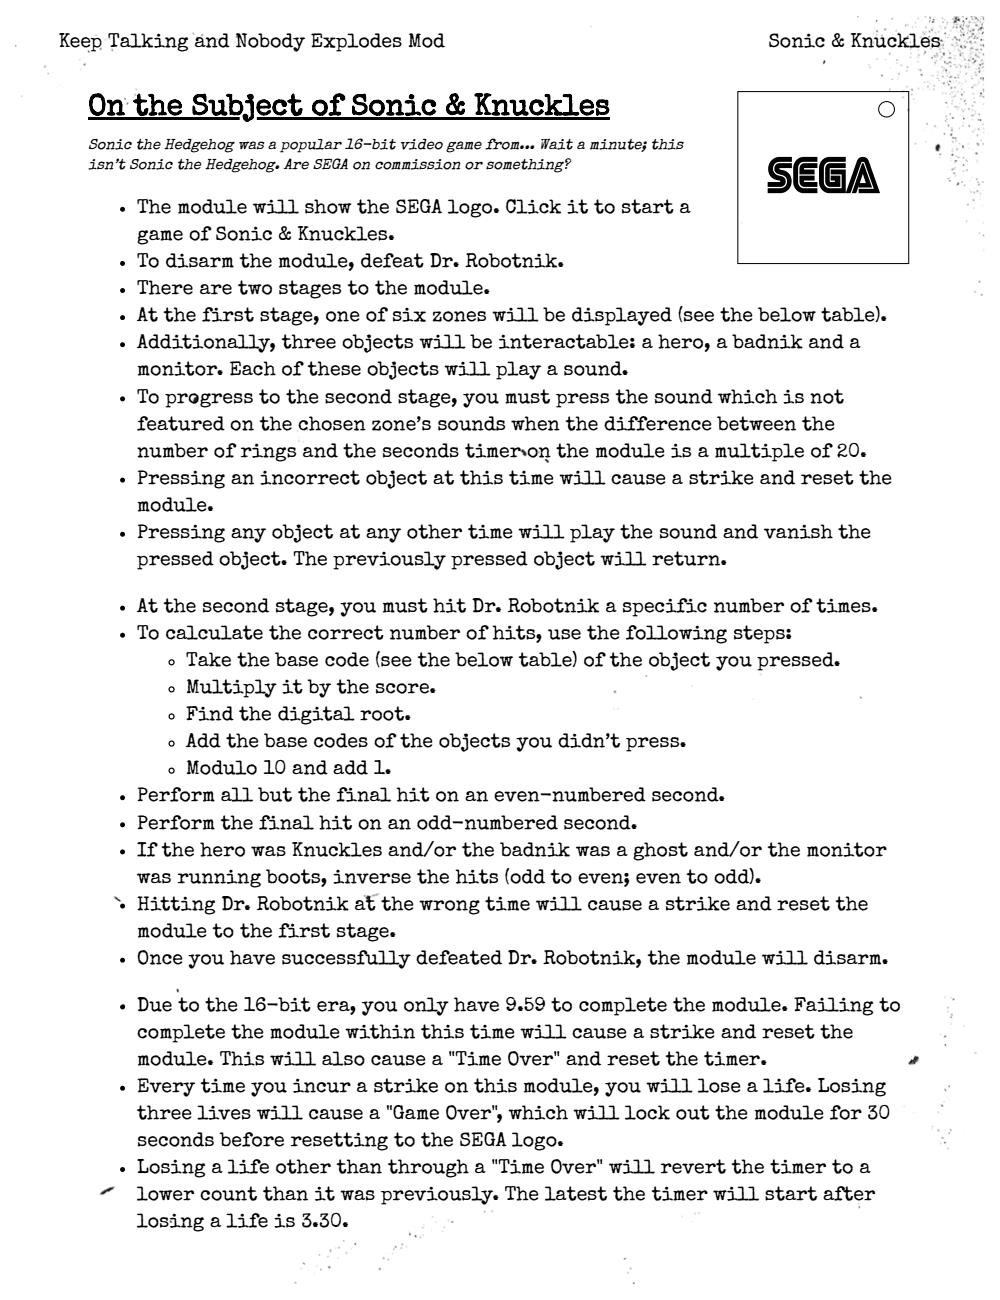 Keep Talking and Nobody Explodes Mod
Sonic & Knuckles
On the Subject of Sonic & Knuckles
Sonic the Hedgehog was a popular 16-bit video game from... Wait a minute; this
isn't Sonic the Hedgehog. Are SEGA on commission or something?
SEGA
• The module will show the SEGA logo. Click it to start a
game of Sonic & Knuckles.
• To disarm the module, defeat Dr. Robotnik.
• There are two stages to the module.
• At the first stage, one of six zones will be displayed (see the below table).
• Additionally, three objects will be interactable: a hero, a badnik and a
monitor. Each of these objects will play a sound.
• To progress to the second stage, you must press the sound which is not
featured on the chosen zone's sounds when the difference between the
number of rings and the seconds timer on the module is a multiple of 20.
• Pressing an incorrect object at this time will cause a strike and reset the
module.
• Pressing any object at any other time will play the sound and vanish the
pressed object. The previously pressed object will return.
• At the second stage, you must hit Dr. Robotnik a specific number of times.
• To calculate the correct number of hits, use the following steps:
◦ Take the base code (see the below table) of the object you pressed.
◦ Multiply it by the score.
◦ Find the digital root.
◦ Add the base codes of the objects you didn't press.
◦ Modulo 10 and add 1.
• Perform all but the final hit on an even-numbered second.
• Perform the final hit on an odd-numbered second.
• If the hero was Knuckles and/or the badnik was a ghost and/or the monitor
was running boots, inverse the hits (odd to even; even to odd).
• Hitting Dr. Robotnik at the wrong time will cause a strike and reset the
module to the first stage.
• Once you have successfully defeated Dr. Robotnik, the module will disarm.
• Due to the 16-bit era, you only have 9.59 to complete the module. Failing to
complete the module within this time will cause a strike and reset the
module. This will also cause a "Time Over" and reset the timer.
• Every time you incur a strike on this module, you will lose a life. Losing
three lives will cause a "Game Over", which will lock out the module for 30
seconds before resetting to the SEGA logo.
• Losing a life other than through a "Time Over" will revert the timer to a
lower count than it was previously. The latest the timer will start after
losing a life is 3.30.